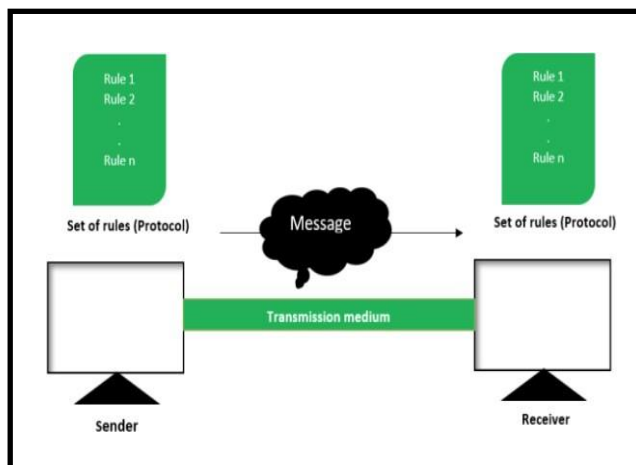 Rule 1
Rule 2
.
.
Rule n
Set of rules (Protocol)
Rule 1
Rule 2
.
.
Rule n
Set of rules (Protocol)
Message
Transmission medium
Sender
Receiver